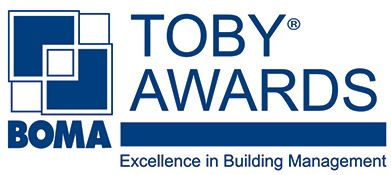 TOBY®
AWARDS
BOMA
Excellence in Building Management